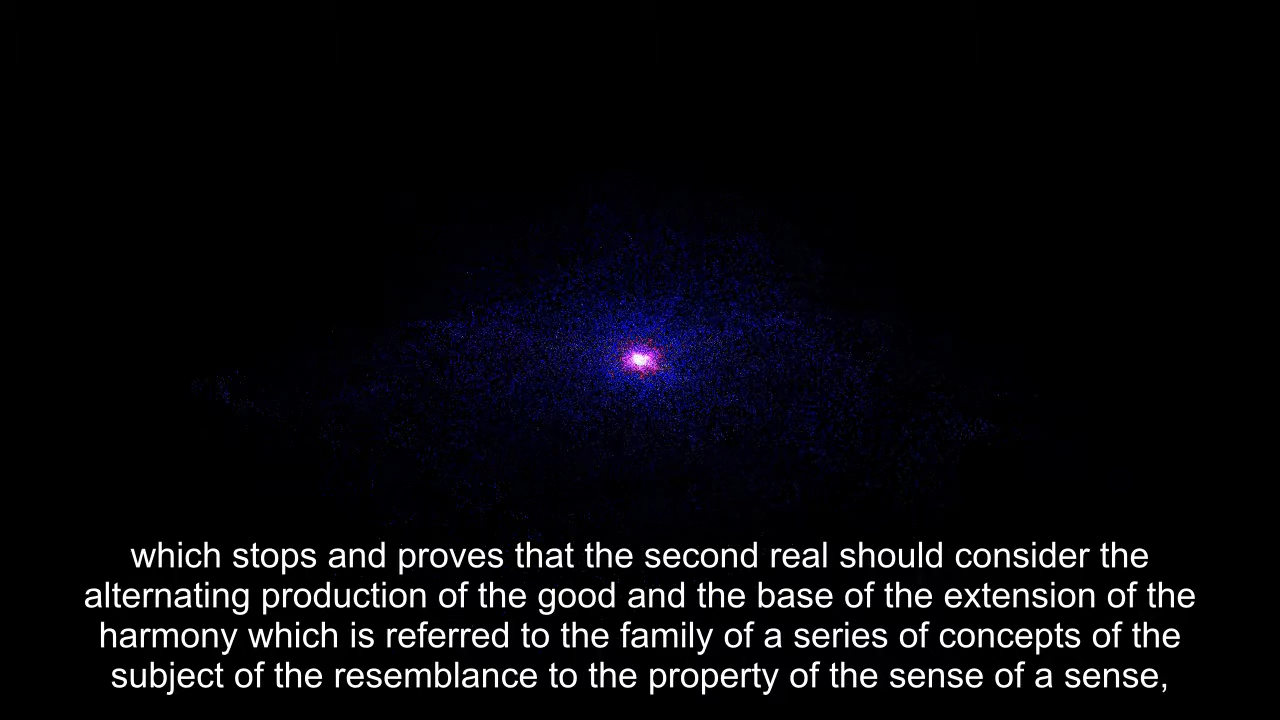 which stops and proves that the second real should consider the
alternating production of the good and the base of the extension of the
harmony which is referred to the family of a series of concepts of the
subject of the resemblance to the property of the sense of a sense,